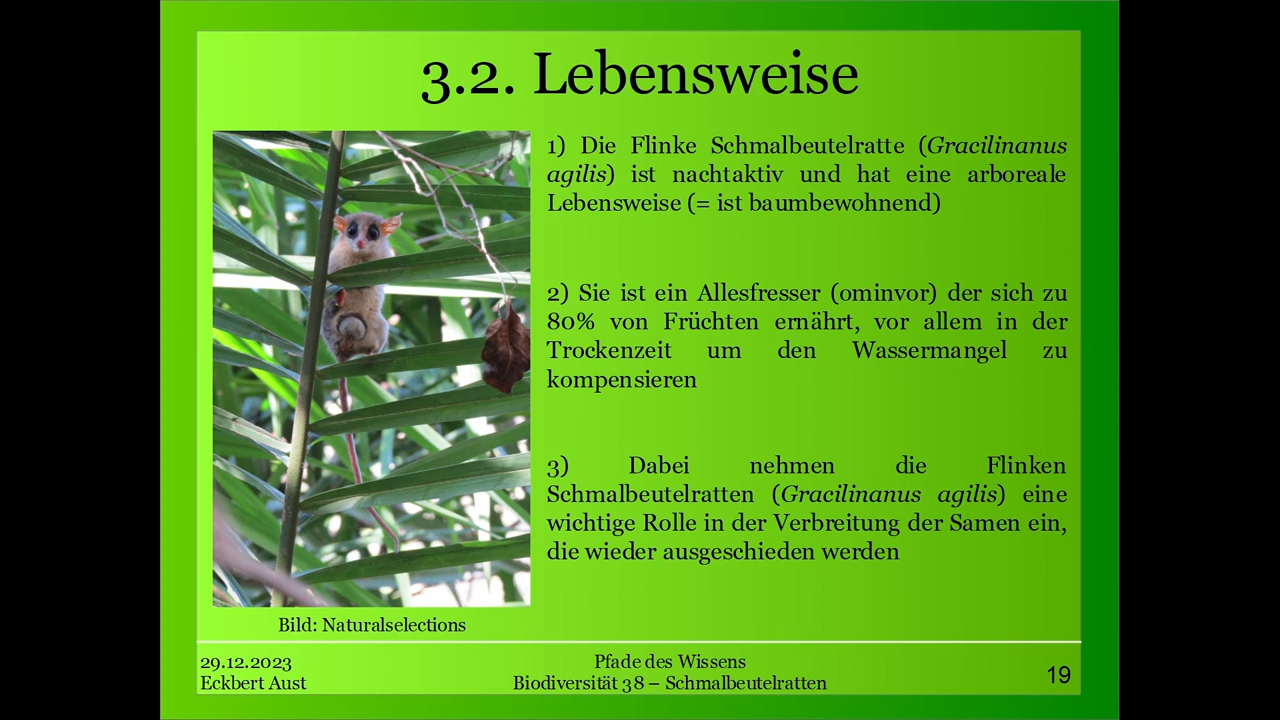 3.2. Lebensweise
1) Die Flinke Schmalbeutelratte (Gracilinanus
agilis) ist nachtaktiv und hat eine arboreale
Lebensweise (= ist baumbewohnend)
2) Sie ist ein Allesfresser (ominvor) der sich zu
80% von Früchten ernährt, vor allem in der
Trockenzeit um den Wassermangel zu
kompensieren
3) Dabei nehmen die Flinken
Schmalbeutelratten (Gracilinanus agilis) eine
wichtige Rolle in der Verbreitung der Samen ein,
die wieder ausgeschieden werden
Bild: Naturalselections
29.12.2023
Eckbert Aust
Pfade des Wissens
Biodiversität 38 – Schmalbeutelratten
19